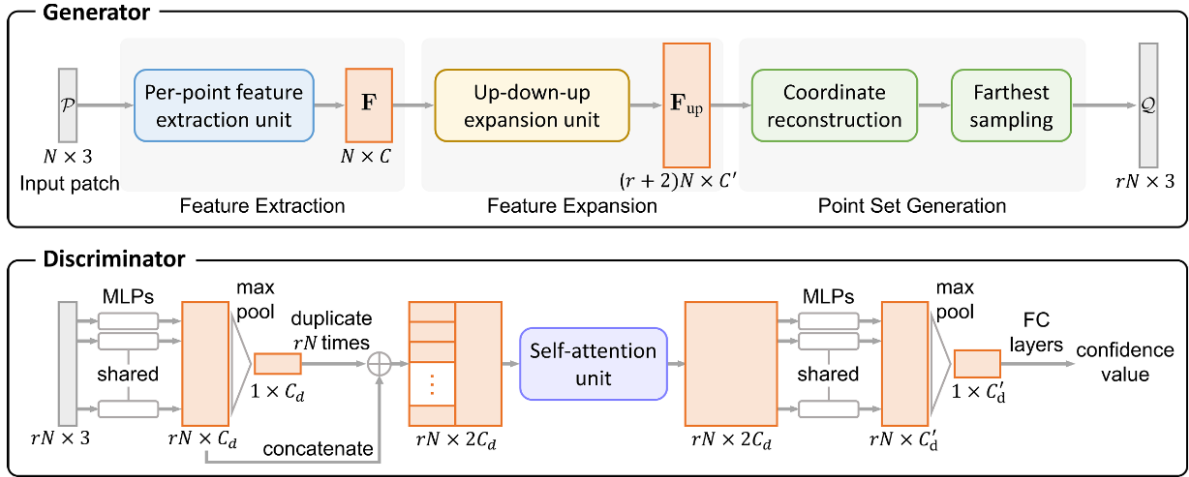 Generator
Per-point feature
extraction unit
F
Up-down-up
expansion unit
F_up
Coordinate
reconstruction
Farthest
sampling
𝒫
𝒬
N × 3
Input patch
N × C
(r + 2)N × C′
rN × 3
Feature Extraction
Feature Expansion
Point Set Generation
Discriminator
MLPs
shared
rN × 3
rN × C_d
max
pool
1 × C_d
duplicate
rN times
concatenate
⋮
rN × 2C_d
Self-attention
unit
rN × 2C_d
MLPs
shared
rN × C′_d
max
pool
1 × C′_d
FC
layers
confidence
value